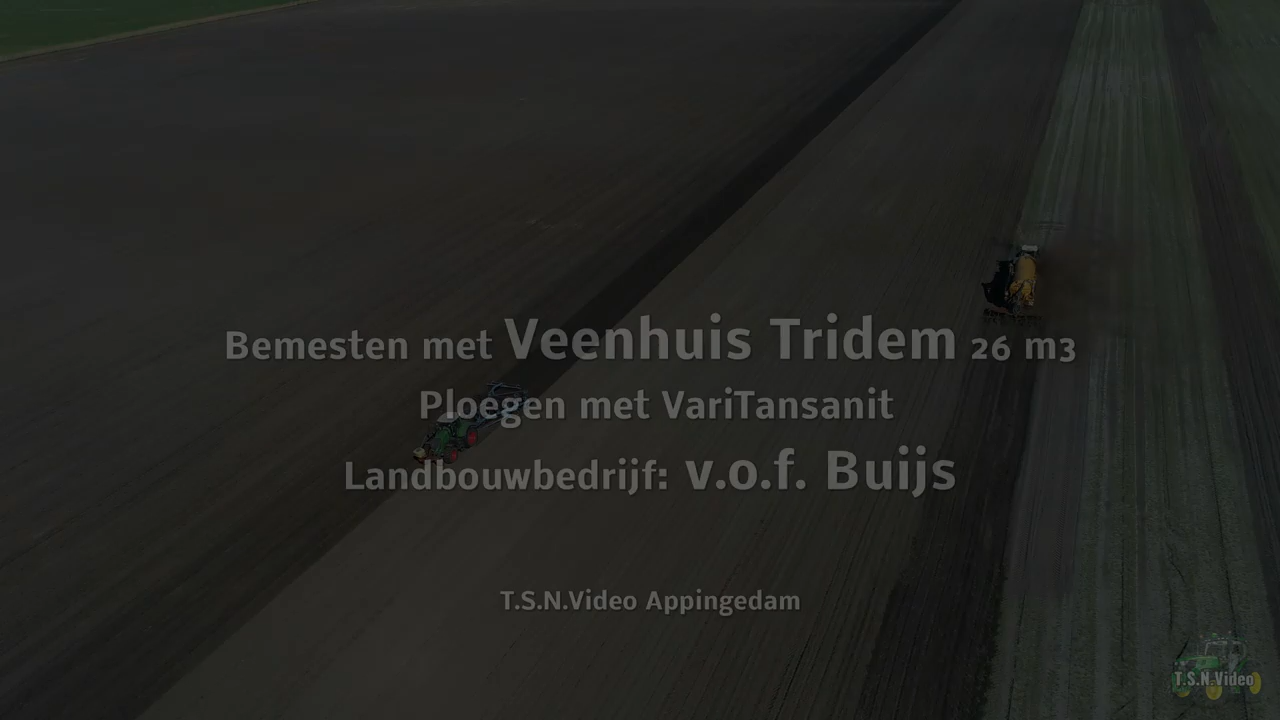 Bemesten met Veenhuis Tridem 26 m3
Ploegen met VariTansanit
Landbouwbedrijf: v.o.f. Buijs
T.S.N.Video Appingedam
T.S.N.Video